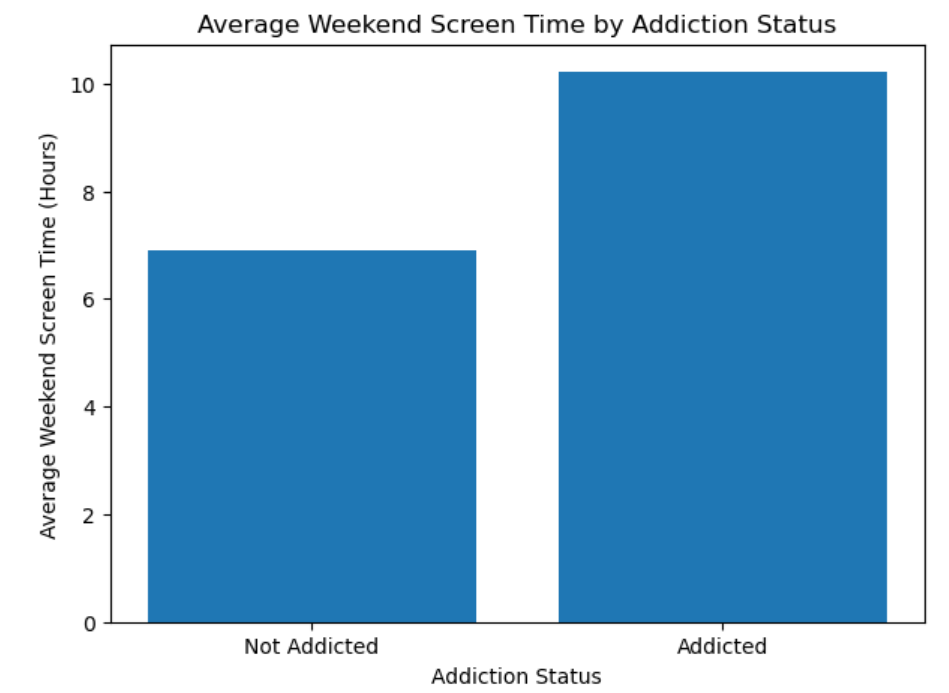 Average Weekend Screen Time by Addiction Status
Average Weekend Screen Time (Hours)
10
8
6
4
2
0
Not Addicted
Addicted
Addiction Status